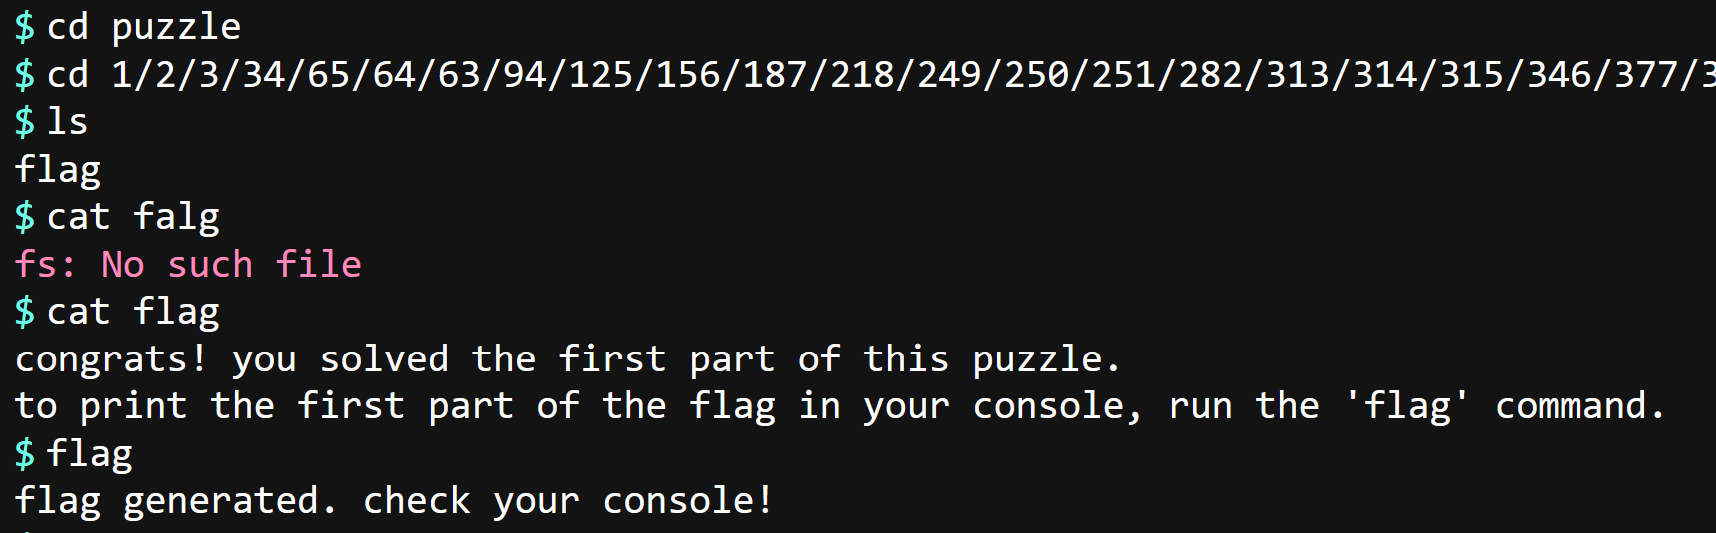 $ cd puzzle
$ cd 1/2/3/34/65/64/63/94/125/156/187/218/249/250/251/282/313/314/315/346/377/3
$ ls
flag
$ cat falg
fs: No such file
$ cat flag
congrats! you solved the first part of this puzzle.
to print the first part of the flag in your console, run the 'flag' command.
$ flag
flag generated. check your console!